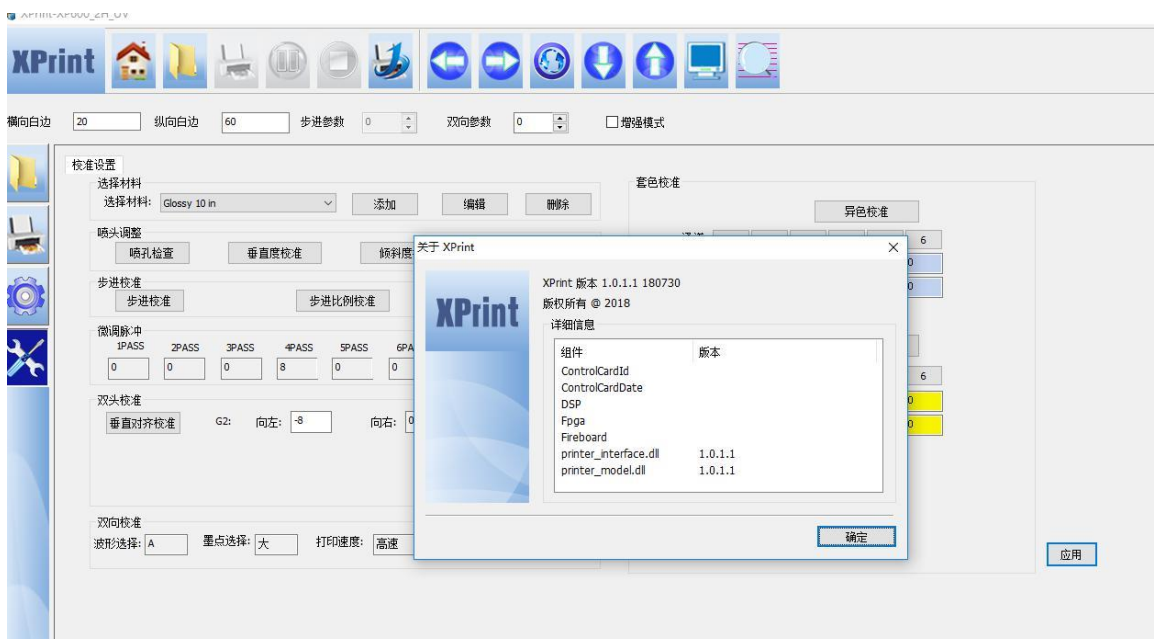 XPrint-XP600_2H_UV
XPrint
横向白边 20 纵向白边 60 步进参数 0 双向参数 0 增强模式
校准设置
选择材料
选择材料: Glossy 10 in 添加 编辑 删除
喷头调整
喷孔检查 垂直度校准 倾斜度
步进校准
步进校准 步进比例校准
微调脉冲
1PASS 2PASS 3PASS 4PASS 5PASS 6PA
0 0 0 8 0 0
双头校准
垂直对齐校准 G2: 向左: -8 向右: 0
双向校准
波形选择: A 墨点选择: 大 打印速度: 高速
套色校准
异色校准
6
0
0
6
0
0
应用
关于 XPrint
XPrint
XPrint 版本 1.0.1.1 180730
版权所有 @ 2018
详细信息
组件 版本
ControlCardId
ControlCardDate
DSP
Fpga
Fireboard
printer_interface.dll 1.0.1.1
printer_model.dll 1.0.1.1
确定